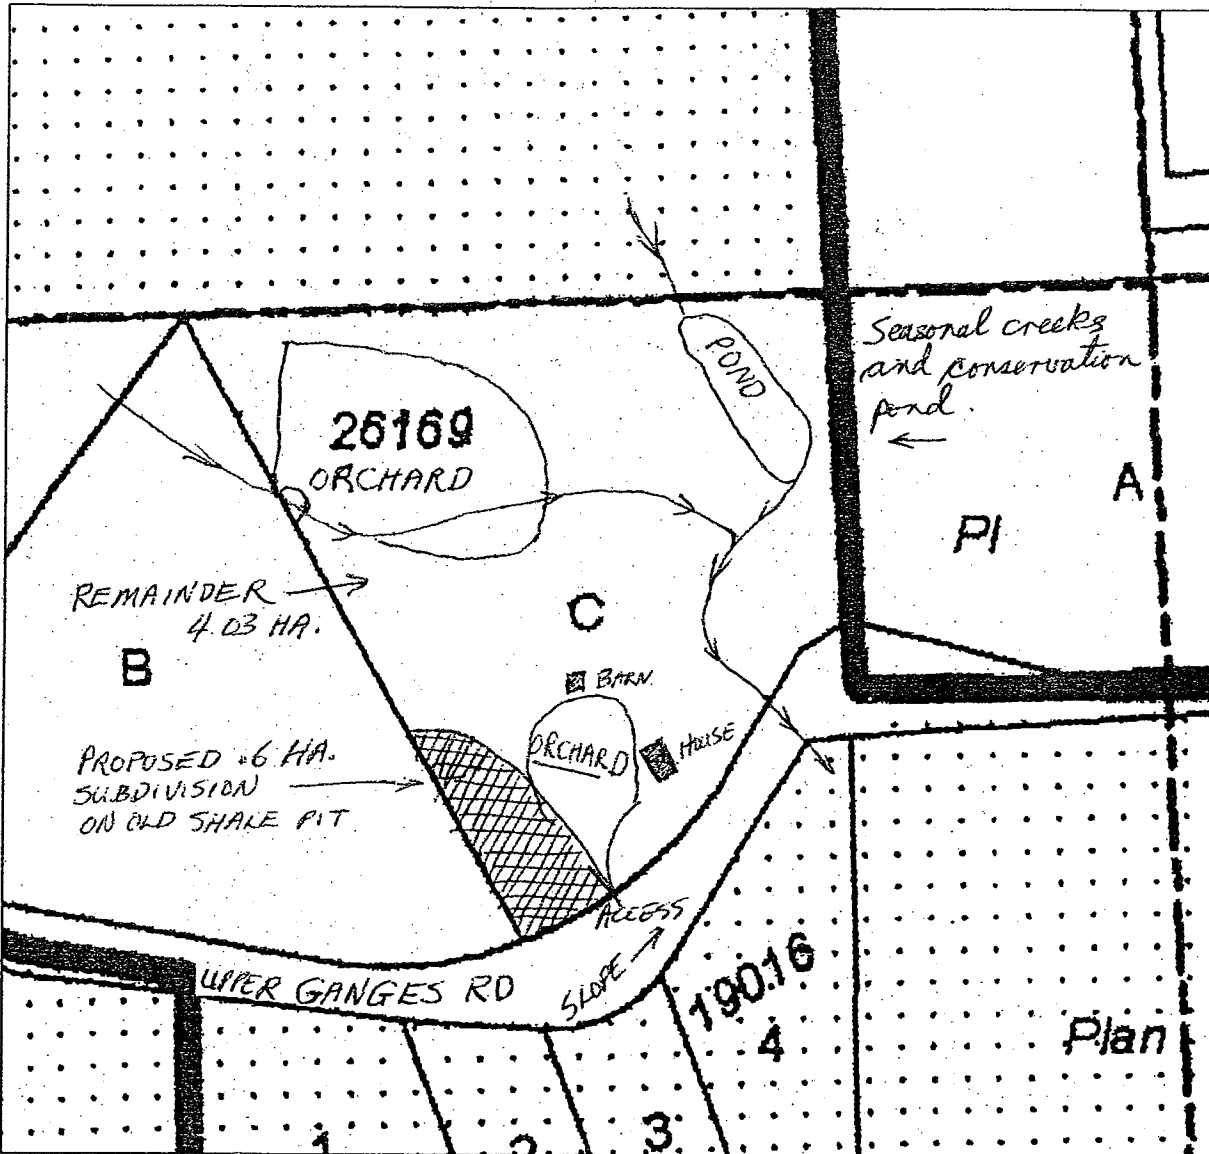 POND
Seasonal creeks
and conservation
pond.
26169
ORCHARD
A
Pl
REMAINDER
4.03 HA.
C
B
BARN
ORCHARD
HOUSE
PROPOSED .6 HA.
SUBDIVISION
ON OLD SHALE PIT
ACCESS
SLOPE
UPPER GANGES RD
19016
4
Plan
1
2
3